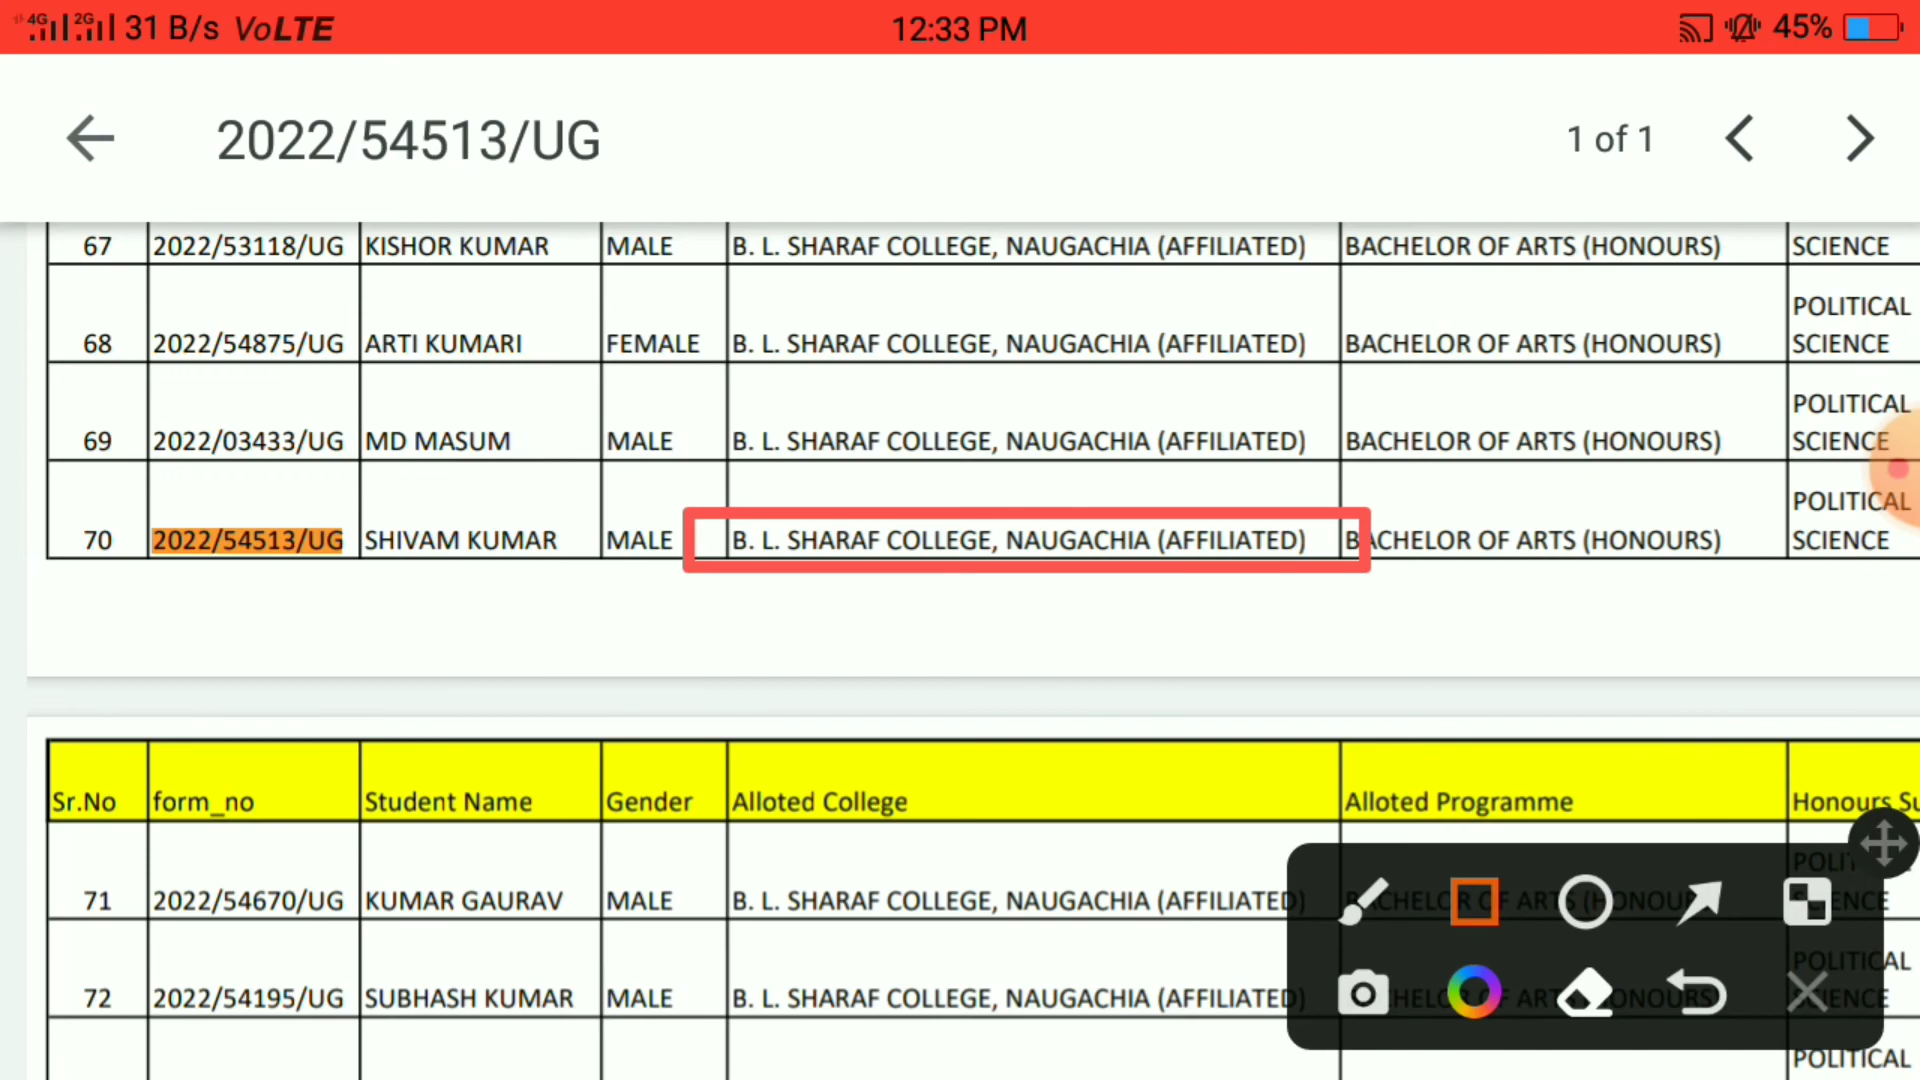 4G 2G 31 B/s VoLTE 12:33 PM 45%
2022/54513/UG 1 of 1
67 2022/53118/UG KISHOR KUMAR MALE B. L. SHARAF COLLEGE, NAUGACHIA (AFFILIATED) BACHELOR OF ARTS (HONOURS) SCIENCE
POLITICAL
68 2022/54875/UG ARTI KUMARI FEMALE B. L. SHARAF COLLEGE, NAUGACHIA (AFFILIATED) BACHELOR OF ARTS (HONOURS) SCIENCE
POLITICAL
69 2022/03433/UG MD MASUM MALE B. L. SHARAF COLLEGE, NAUGACHIA (AFFILIATED) BACHELOR OF ARTS (HONOURS) SCIENCE
POLITICAL
70 2022/54513/UG SHIVAM KUMAR MALE B. L. SHARAF COLLEGE, NAUGACHIA (AFFILIATED) BACHELOR OF ARTS (HONOURS) SCIENCE
Sr.No form_no Student Name Gender Alloted College Alloted Programme Honours Su
71 2022/54670/UG KUMAR GAURAV MALE B. L. SHARAF COLLEGE, NAUGACHIA (AFFILIATED)
POLITICAL
72 2022/54195/UG SUBHASH KUMAR MALE B. L. SHARAF COLLEGE, NAUGACHIA (AFFILIATED)
POLITICAL